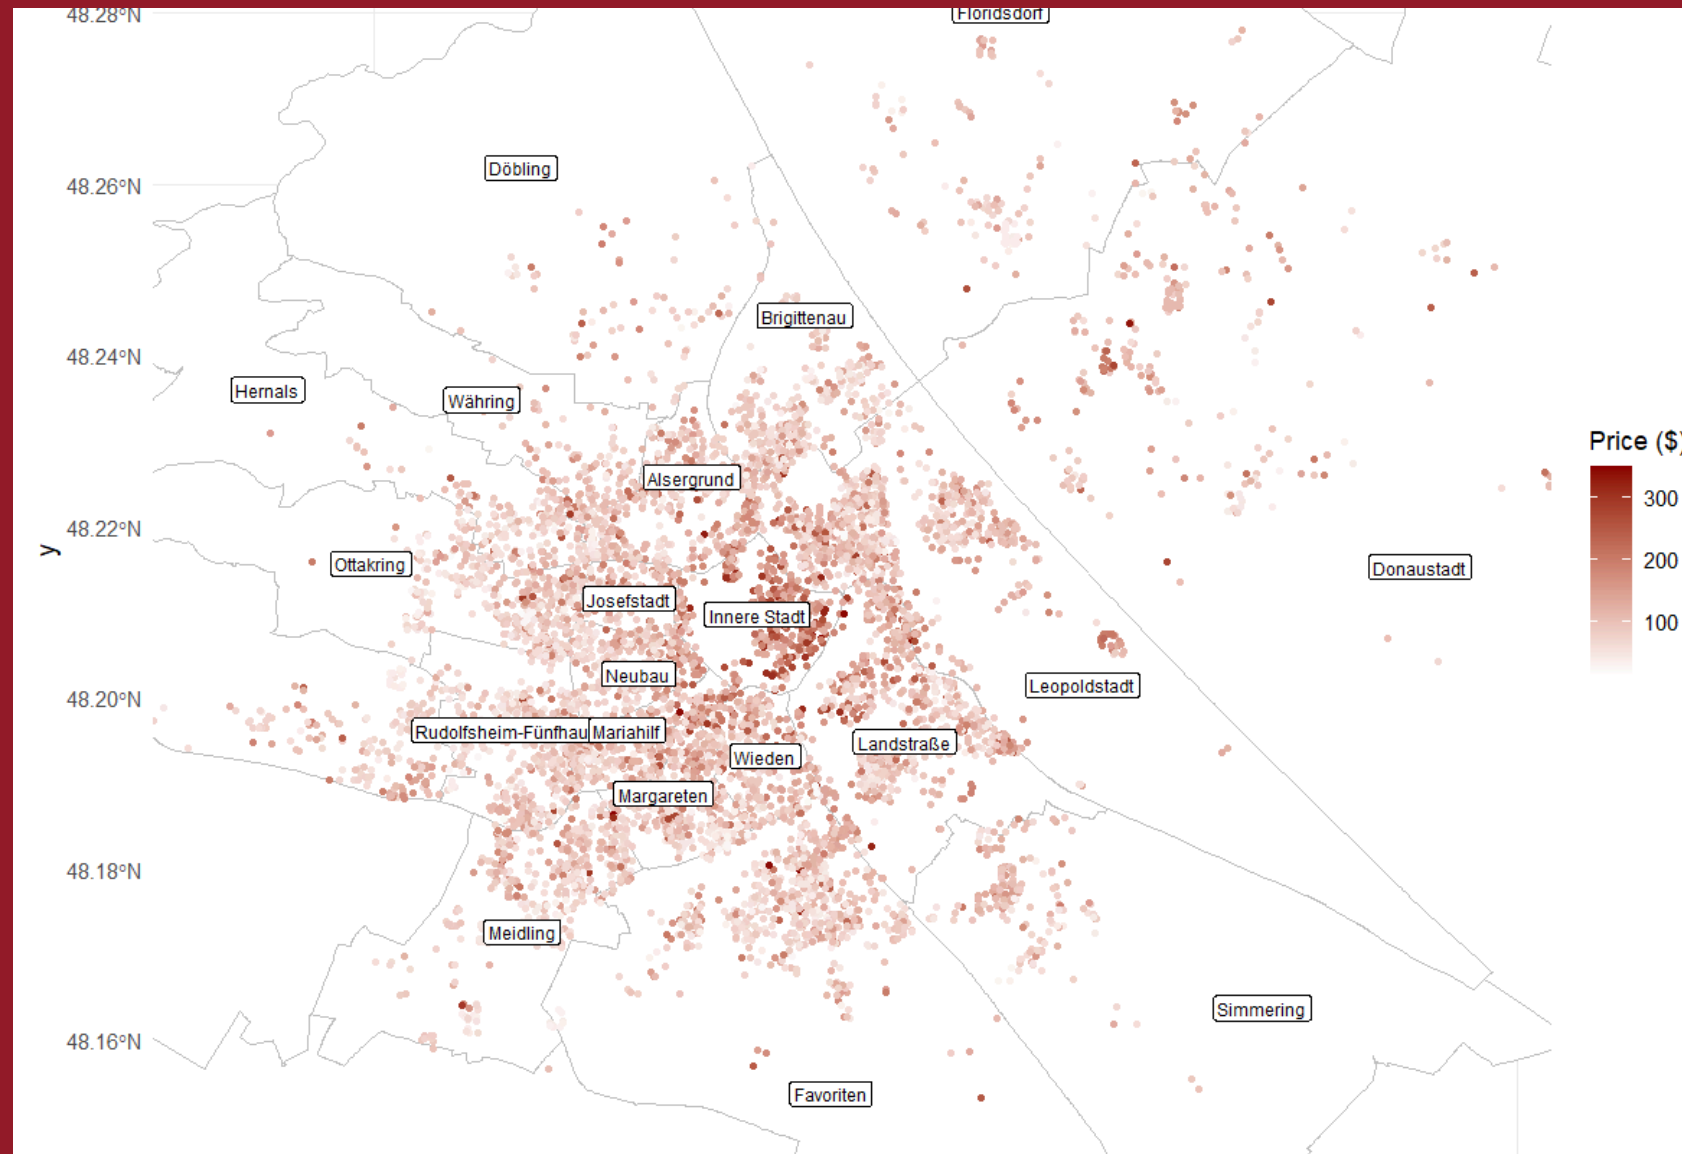 48.28°N
Floridsdorf
48.26°N
Döbling
Brigittenau
48.24°N
Hernals
Währing
Price ($)
Alsergrund
300
48.22°N
y
Ottakring
200
Donaustadt
Josefstadt
Innere Stadt
100
Neubau
Leopoldstadt
48.20°N
Rudolfsheim-Fünfhau
Mariahilf
Landstraße
Wieden
Margareten
48.18°N
Meidling
Simmering
48.16°N
Favoriten